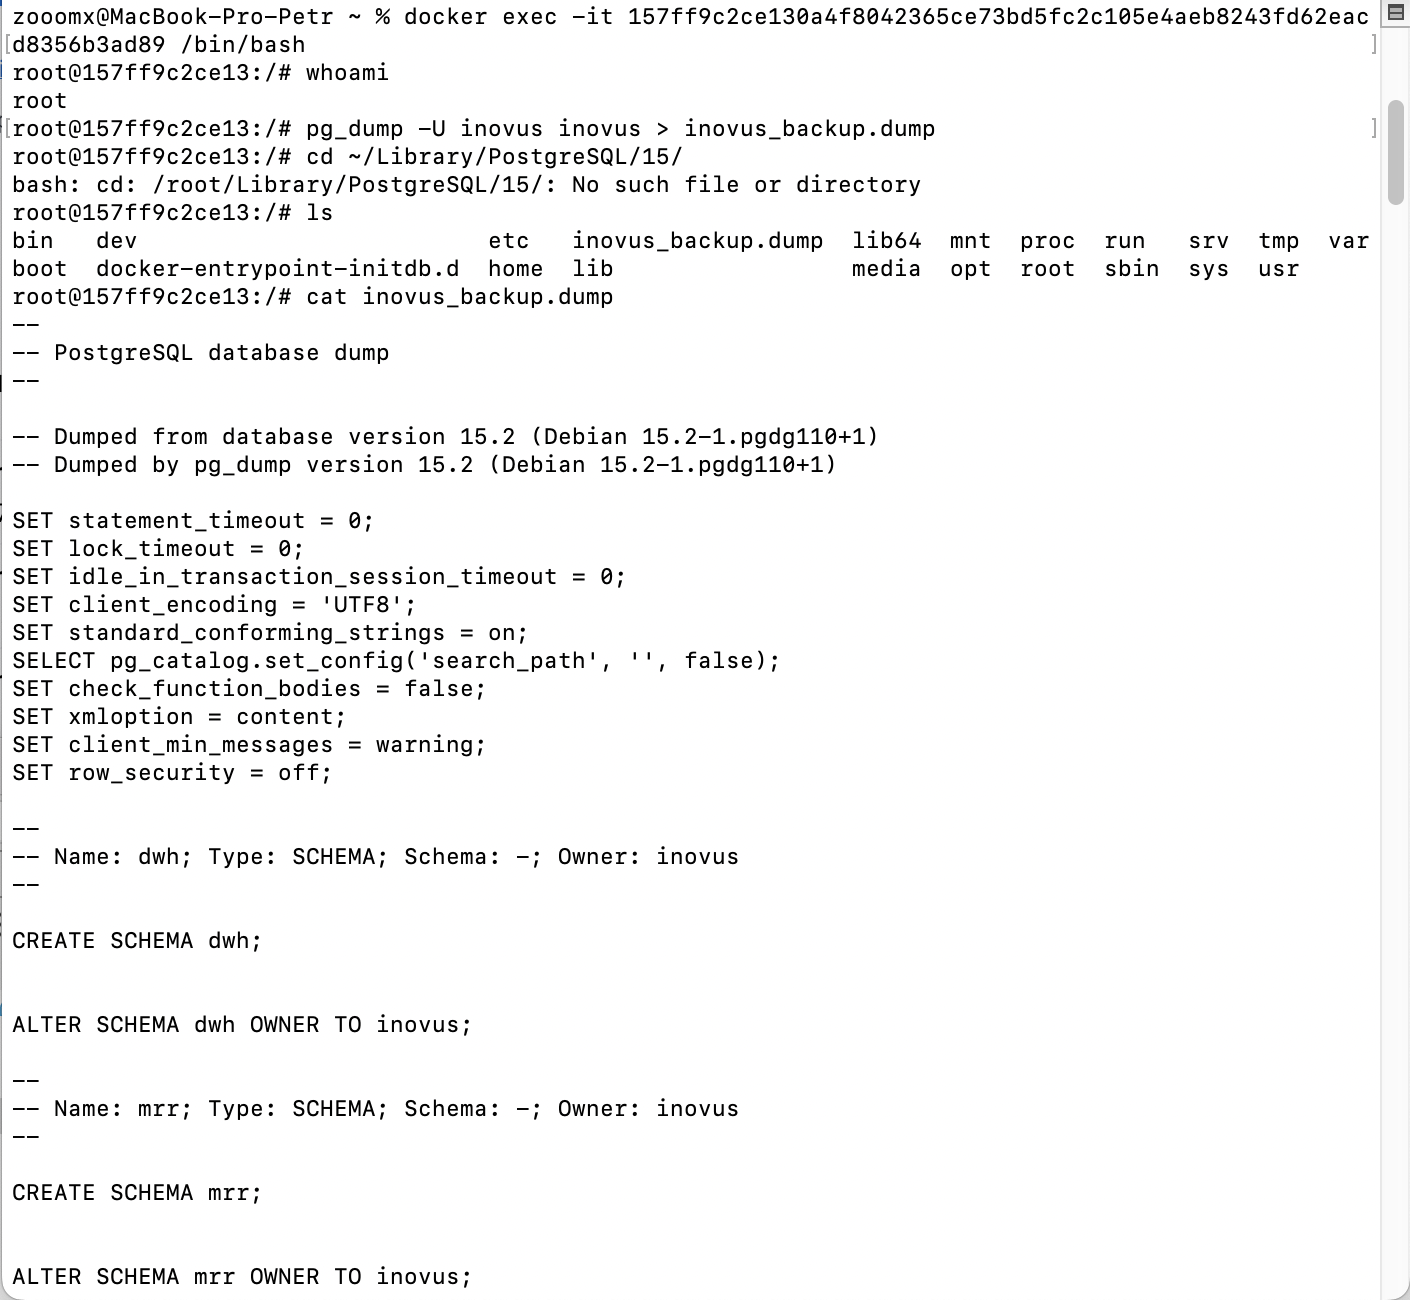 zooomx@MacBook-Pro-Petr ~ % docker exec -it 157ff9c2ce130a4f8042365ce73bd5fc2c105e4aeb8243fd62eac
[d8356b3ad89 /bin/bash ]
root@157ff9c2ce13:/# whoami
root
[root@157ff9c2ce13:/# pg_dump -U inovus inovus > inovus_backup.dump ]
root@157ff9c2ce13:/# cd ~/Library/PostgreSQL/15/
bash: cd: /root/Library/PostgreSQL/15/: No such file or directory
root@157ff9c2ce13:/# ls
bin   dev                         etc   inovus_backup.dump  lib64  mnt  proc  run   srv  tmp  var
boot  docker-entrypoint-initdb.d  home  lib                 media  opt  root  sbin  sys  usr
root@157ff9c2ce13:/# cat inovus_backup.dump
--
-- PostgreSQL database dump
--
-- Dumped from database version 15.2 (Debian 15.2-1.pgdg110+1)
-- Dumped by pg_dump version 15.2 (Debian 15.2-1.pgdg110+1)
SET statement_timeout = 0;
SET lock_timeout = 0;
SET idle_in_transaction_session_timeout = 0;
SET client_encoding = 'UTF8';
SET standard_conforming_strings = on;
SELECT pg_catalog.set_config('search_path', '', false);
SET check_function_bodies = false;
SET xmloption = content;
SET client_min_messages = warning;
SET row_security = off;
--
-- Name: dwh; Type: SCHEMA; Schema: -; Owner: inovus
--
CREATE SCHEMA dwh;
ALTER SCHEMA dwh OWNER TO inovus;
--
-- Name: mrr; Type: SCHEMA; Schema: -; Owner: inovus
--
CREATE SCHEMA mrr;
ALTER SCHEMA mrr OWNER TO inovus;